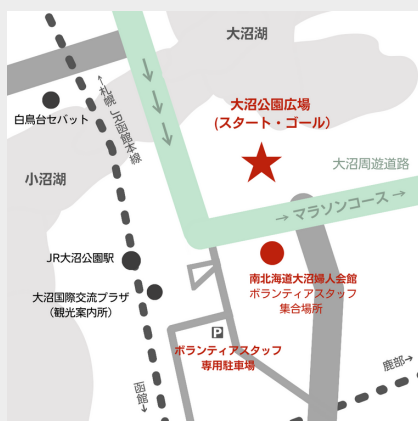 大沼湖
大沼公園広場
(スタート・ゴール)
←札幌 JR函館本線
白鳥台セバット
小沼湖
大沼周遊道路
→ マラソンコース →
JR大沼公園駅
南北海道大沼婦人会館
ボランティアスタッフ
集合場所
大沼国際交流プラザ
(観光案内所)
P
ボランティアスタッフ
専用駐車場
鹿部→
函館→